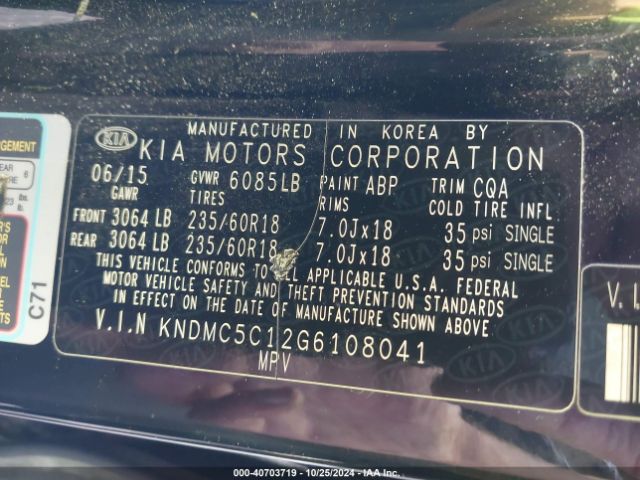 MANUFACTURED IN KOREA BY
KIA KIA MOTORS CORPORATION
06/15 GVWR 6085LB PAINT ABP TRIM CQA
GAWR TIRES RIMS COLD TIRE INFL
FRONT 3064 LB 235/60R18 7.0Jx18 35 psi SINGLE
REAR 3064 LB 235/60R18 7.0Jx18 35 psi SINGLE
THIS VEHICLE CONFORMS TO ALL APPLICABLE U.S.A. FEDERAL
MOTOR VEHICLE SAFETY AND THEFT PREVENTION STANDARDS
IN EFFECT ON THE DATE OF MANUFACTURE SHOWN ABOVE.
V.I.N KNDMC5C12G6108041
MPV
C71
V.I
000-40703719 - 10/25/2024 - IAA Inc.